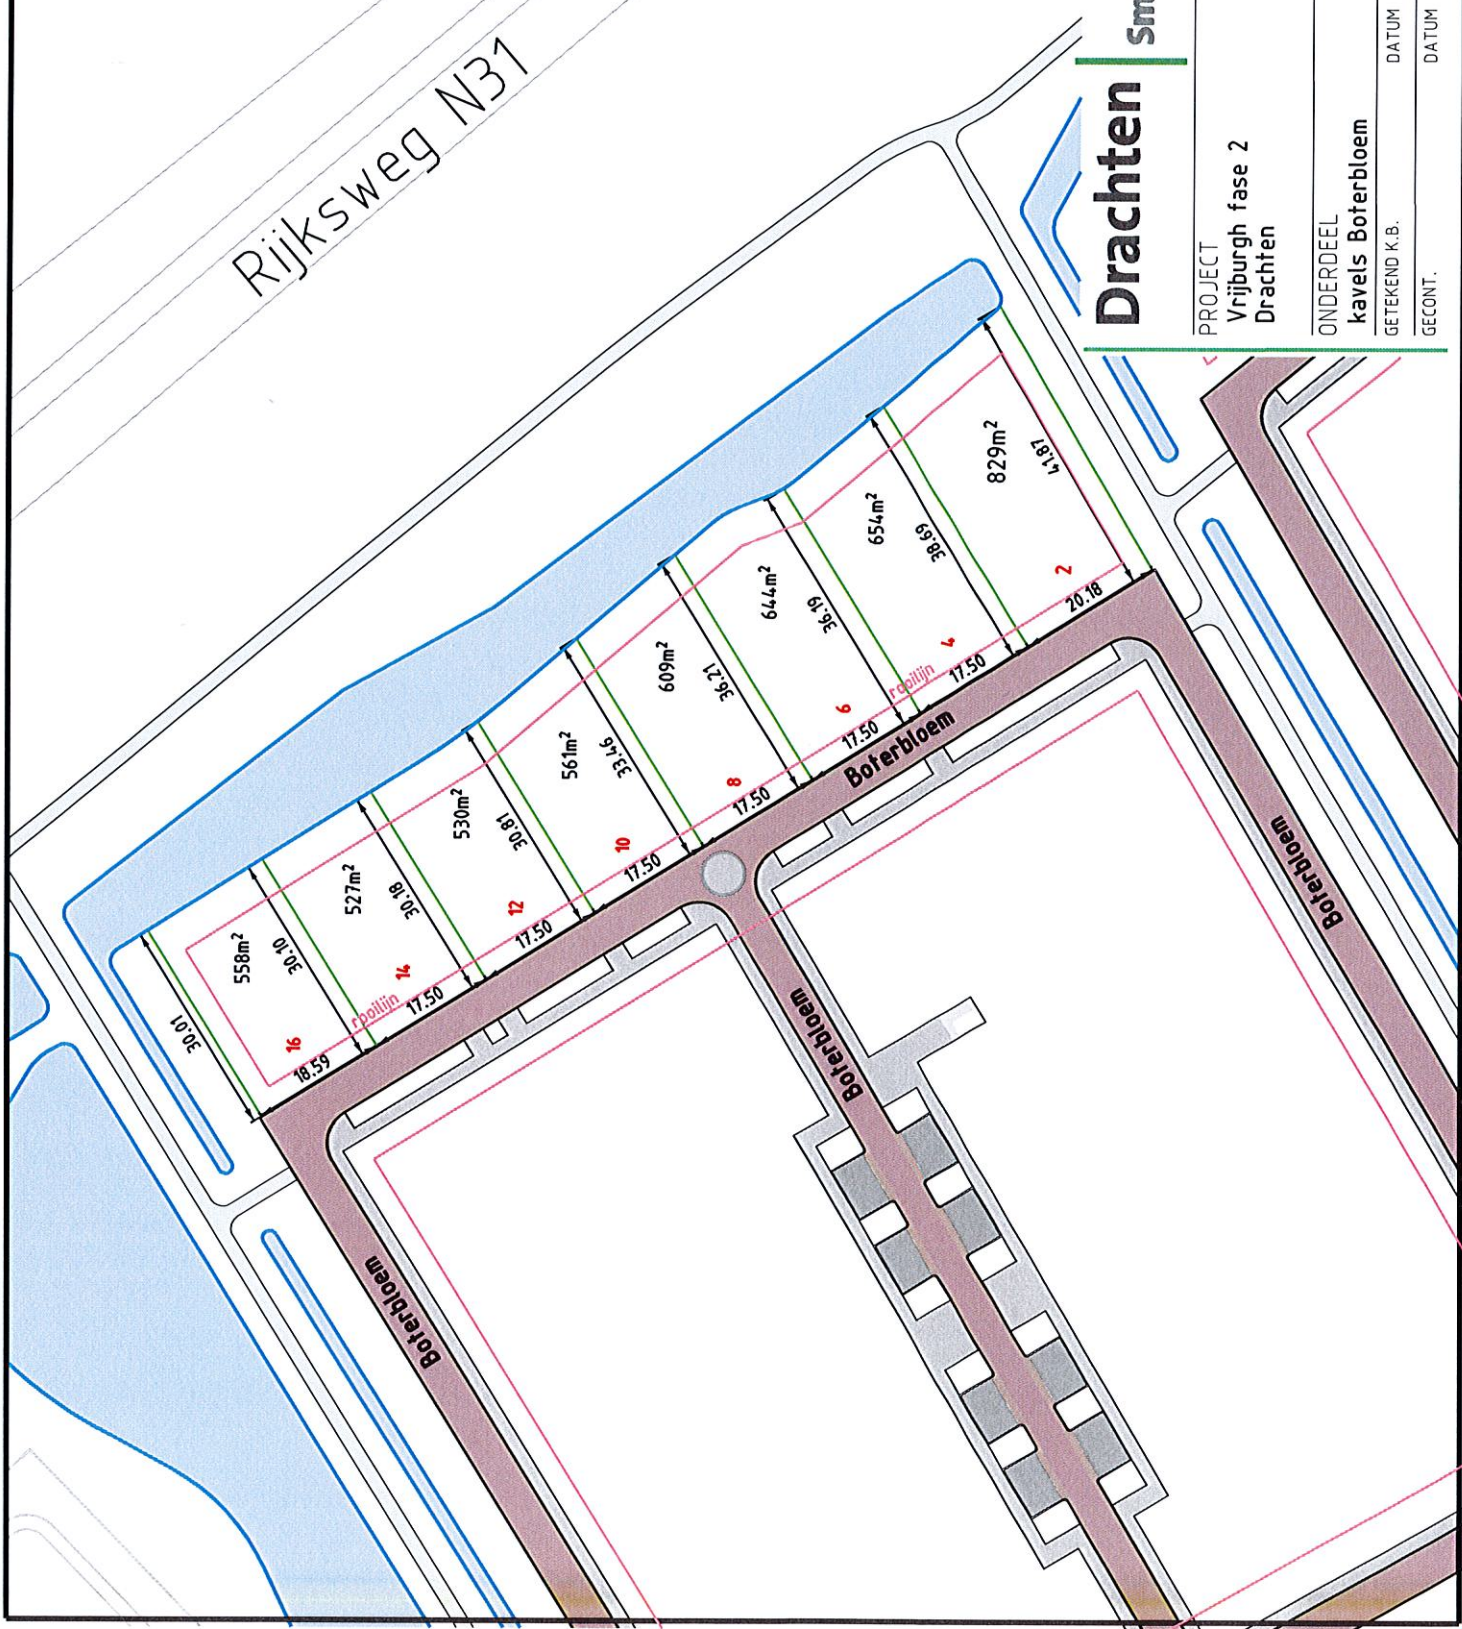 Rijksweg N31
558m²
30.01
30.10
16
18.59
rooilijn
527m²
30.18
14
17.50
530m²
30.81
12
17.50
561m²
33.46
10
17.50
609m²
36.21
8
17.50
644m²
36.19
6
17.50
rooilijn
654m²
38.69
4
17.50
829m²
41.87
2
20.18
Boterbloem
Boterbloem
Boterbloem
Boterbloem
Drachten
Sm
PROJECT
Vrijburgh fase 2
Drachten
ONDERDEEL
kavels Boterbloem
GETEKEND K.B.
DATUM
GECONT.
DATUM